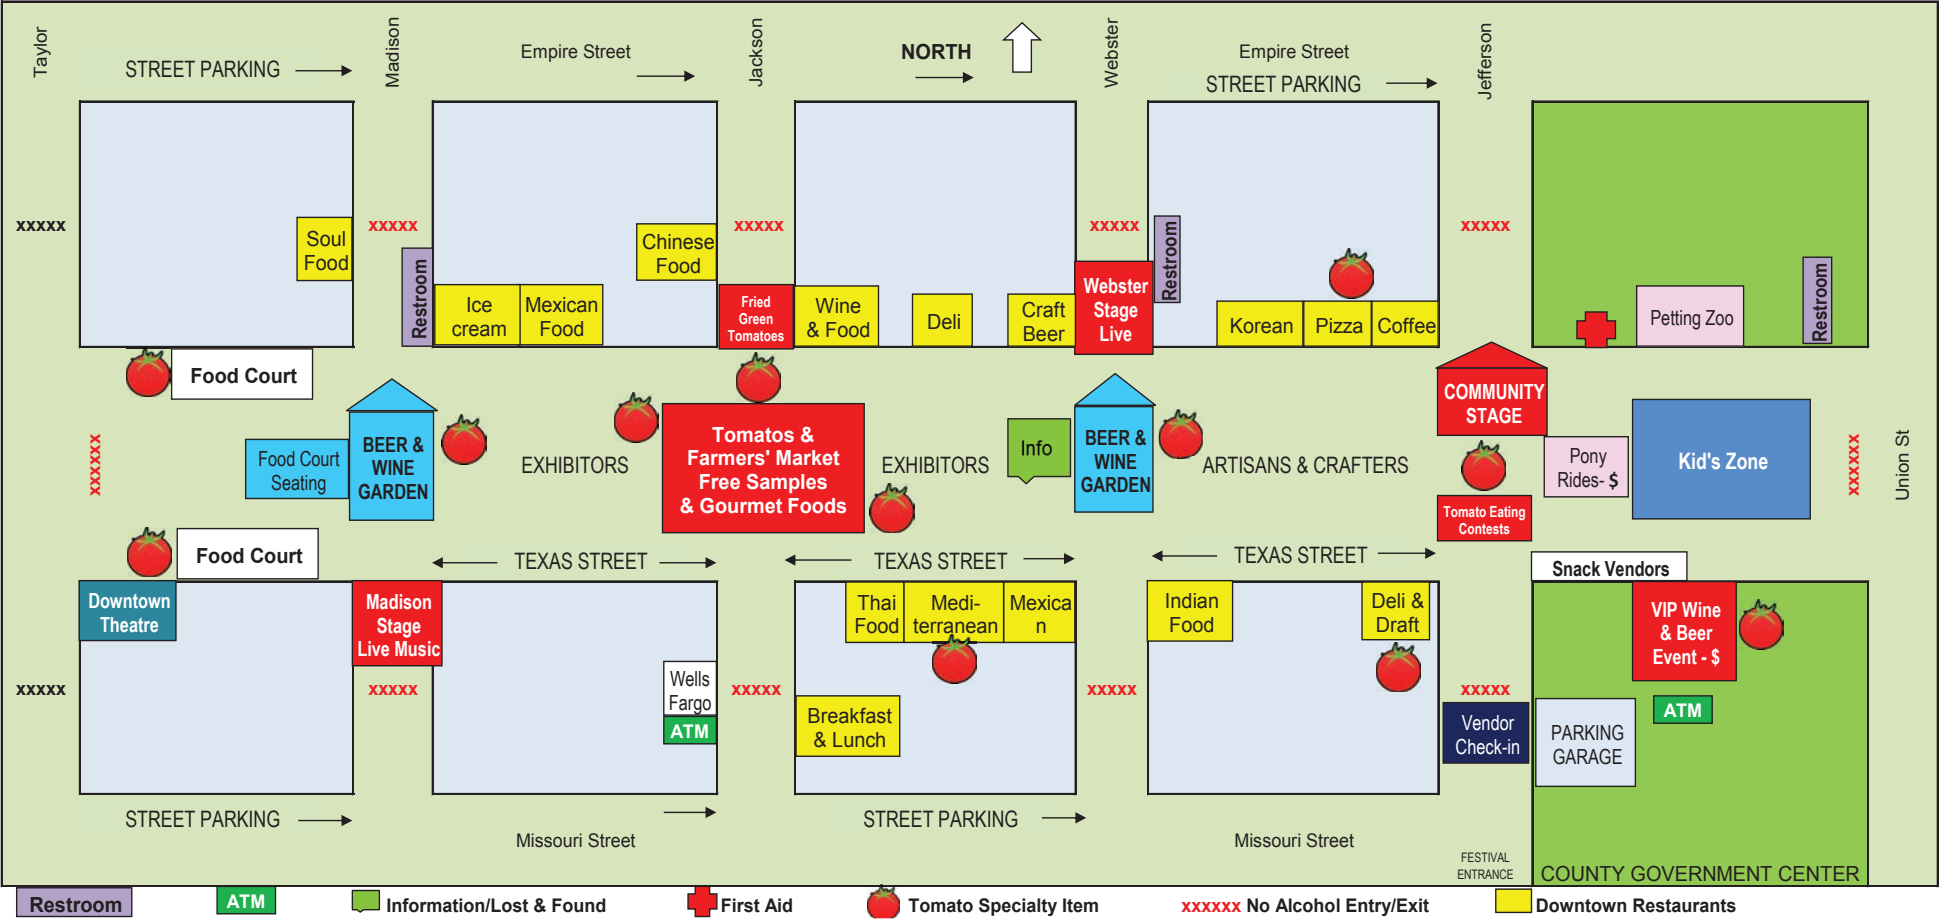 Taylor
Madison
Jackson
Webster
Jefferson
Empire Street
NORTH
Empire Street
STREET PARKING
STREET PARKING
xxxxx
xxxxx
xxxxx
xxxxx
xxxxx
Soul
Food
Restroom
Chinese
Food
Ice
cream
Mexican
Food
Fried
Green
Tomatoes
Wine
& Food
Deli
Craft
Beer
Webster
Stage
Live
Restroom
Korean
Pizza
Coffee
Petting Zoo
Restroom
Food Court
COMMUNITY
STAGE
xxxxxx
Food Court
Seating
BEER &
WINE
GARDEN
EXHIBITORS
Tomatos &
Farmers' Market
Free Samples
& Gourmet Foods
EXHIBITORS
Info
BEER &
WINE
GARDEN
ARTISANS & CRAFTERS
Pony
Rides- $
Kid's Zone
xxxxxx
Union St
Tomato Eating
Contests
Food Court
TEXAS STREET
TEXAS STREET
TEXAS STREET
Snack Vendors
Downtown
Theatre
Madison
Stage
Live Music
Thai
Food
Medi-
terranean
Mexica
n
Indian
Food
Deli &
Draft
VIP Wine
& Beer
Event - $
xxxxx
xxxxx
Wells
Fargo
ATM
xxxxx
xxxxx
xxxxx
Breakfast
& Lunch
Vendor
Check-in
PARKING
GARAGE
ATM
STREET PARKING
Missouri Street
STREET PARKING
Missouri Street
FESTIVAL
ENTRANCE
COUNTY GOVERNMENT CENTER
Restroom
ATM
Information/Lost & Found
First Aid
Tomato Specialty Item
xxxxxx No Alcohol Entry/Exit
Downtown Restaurants